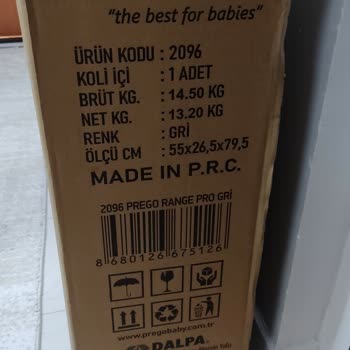 "the best for babies"
ÜRÜN KODU : 2096
KOLİ İÇİ : 1 ADET
BRÜT KG. : 14.50 KG
NET KG. : 13.20 KG
RENK : GRİ
ÖLÇÜ CM : 55x26,5x79,5
MADE IN P.R.C.
2096 PREGO RANGE PRO GRİ
8 680126 675126
www.pregobaby.com.tr
DALPA